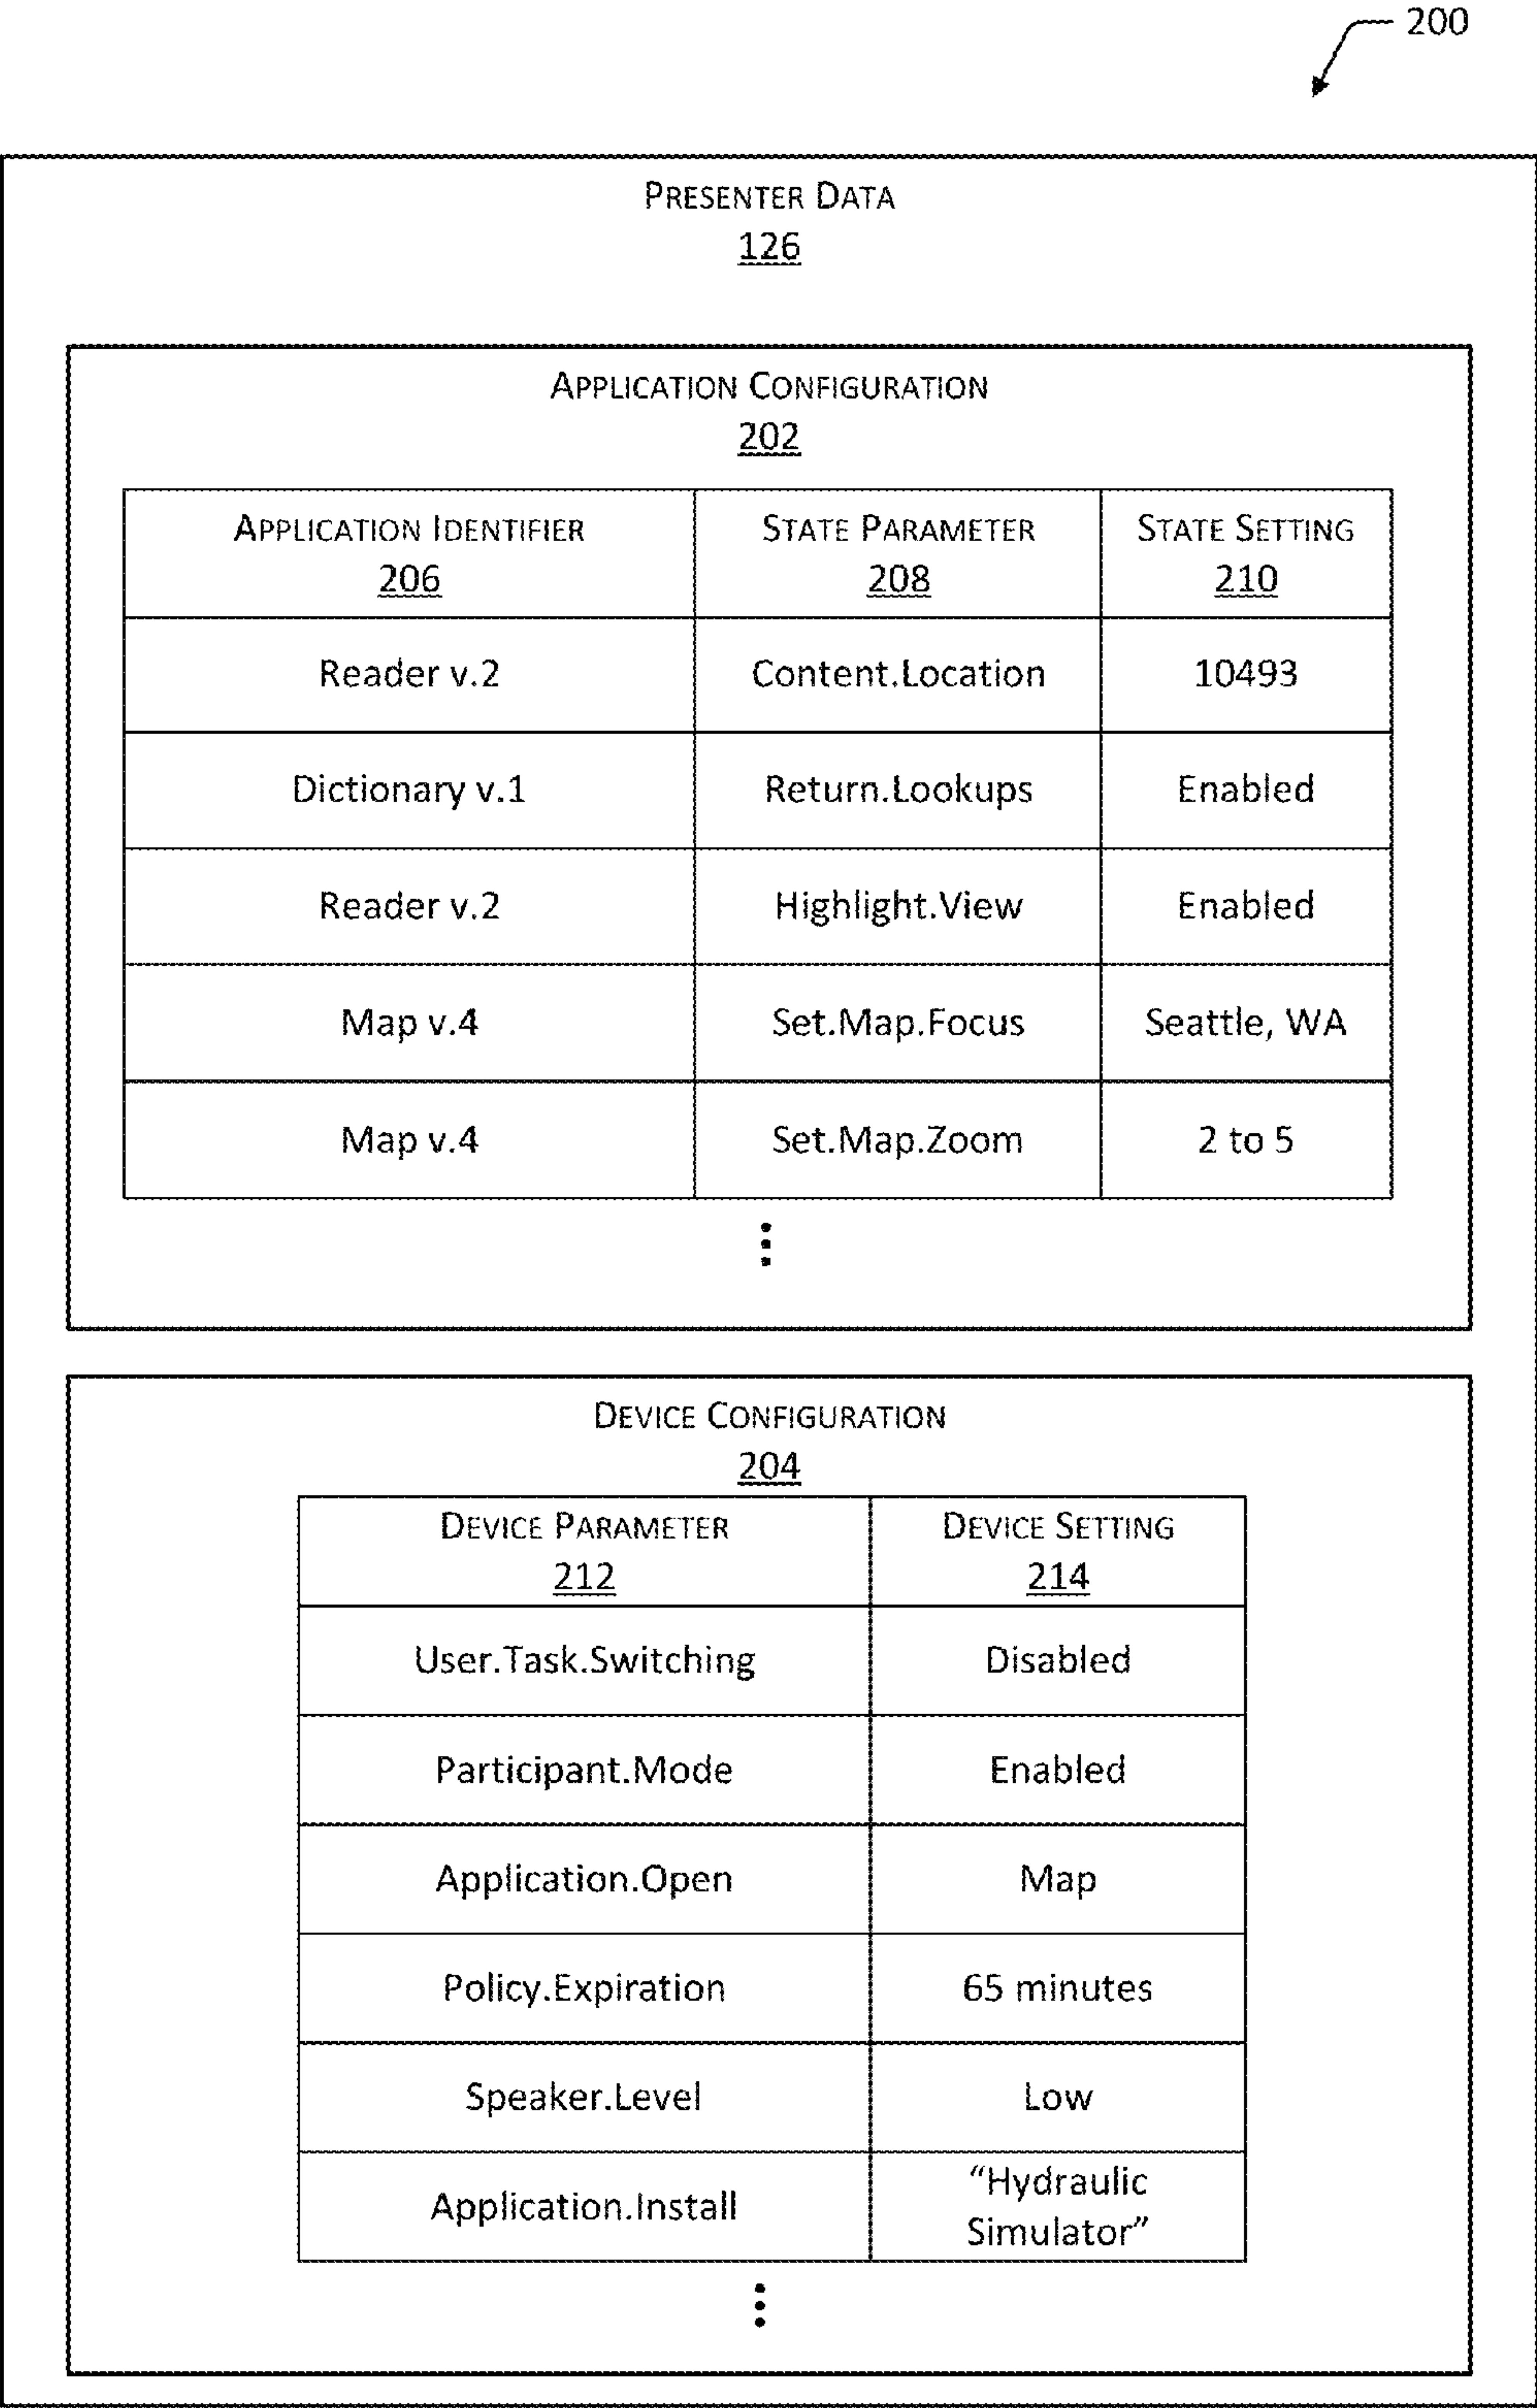 200
PRESENTER DATA
126
APPLICATION CONFIGURATION
202
APPLICATION IDENTIFIER STATE PARAMETER STATE SETTING
206 208 210
Reader v.2 Content.Location 10493
Dictionary v.1 Return.Lookups Enabled
Reader v.2 Highlight.View Enabled
Map v.4 Set.Map.Focus Seattle, WA
Map v.4 Set.Map.Zoom 2 to 5
DEVICE CONFIGURATION
204
DEVICE PARAMETER DEVICE SETTING
212 214
User.Task.Switching Disabled
Participant.Mode Enabled
Application.Open Map
Policy.Expiration 65 minutes
Speaker.Level Low
Application.Install “Hydraulic
Simulator”